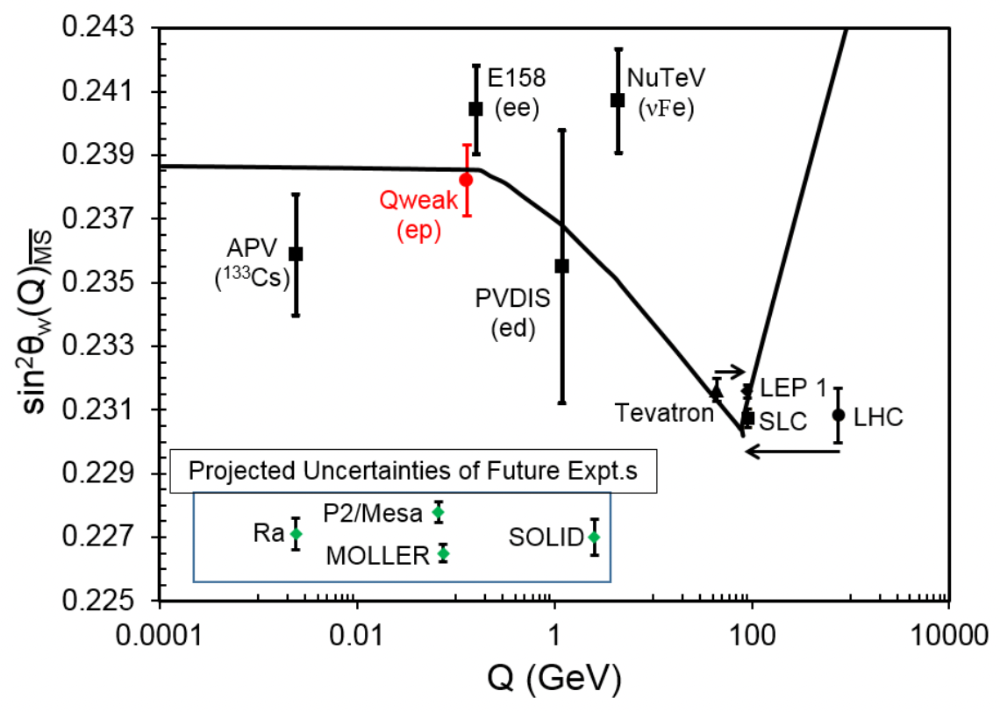 0.243
0.241
0.239
0.237
0.235
0.233
0.231
0.229
0.227
0.225
sin²θw(Q)MS
E158
(ee)
NuTeV
(νFe)
Qweak
(ep)
APV
(¹³³Cs)
PVDIS
(ed)
Tevatron
LEP 1
SLC
LHC
Projected Uncertainties of Future Expt.s
Ra
P2/Mesa
MOLLER
SOLID
0.0001
0.01
1
100
10000
Q (GeV)